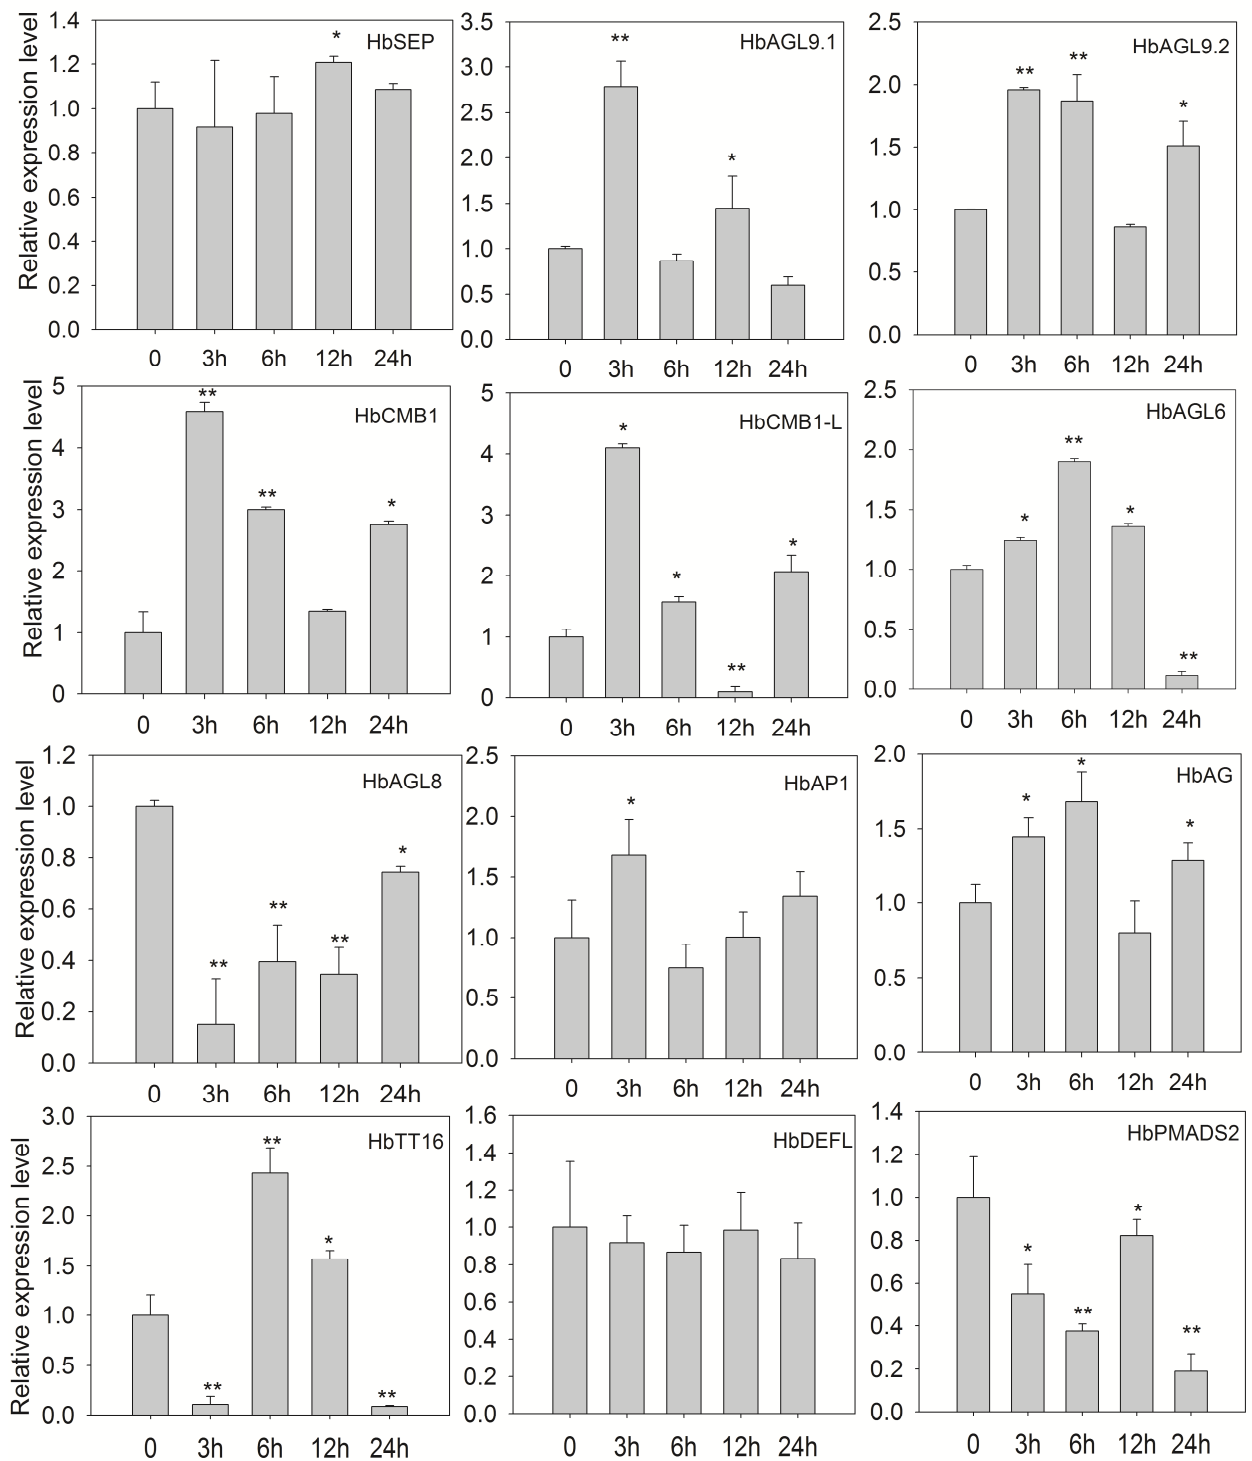 Relative expression level
1.4
1.2
1.0
0.8
0.6
0.4
0.2
0.0
HbSEP
*
0 3h 6h 12h 24h
3.5
3.0
2.5
2.0
1.5
1.0
0.5
0.0
HbAGL9.1
**
*
0 3h 6h 12h 24h
2.5
2.0
1.5
1.0
0.5
0.0
HbAGL9.2
** ** *
0 3h 6h 12h 24h
Relative expression level
5
4
3
2
1
0
HbCMB1
** ** *
0 3h 6h 12h 24h
5
4
3
2
1
0
HbCMB1-L
* * ** *
0 3h 6h 12h 24h
2.5
2.0
1.5
1.0
0.5
0.0
HbAGL6
* ** * **
0 3h 6h 12h 24h
Relative expression level
1.2
1.0
0.8
0.6
0.4
0.2
0.0
HbAGL8
** ** ** *
0 3h 6h 12h 24h
2.5
2.0
1.5
1.0
0.5
0.0
HbAP1
*
0 3h 6h 12h 24h
2.0
1.5
1.0
0.5
0.0
HbAG
* * *
0 3h 6h 12h 24h
Relative expression level
3.0
2.5
2.0
1.5
1.0
0.5
0.0
HbTT16
** ** * **
0 3h 6h 12h 24h
1.6
1.4
1.2
1.0
0.8
0.6
0.4
0.2
0.0
HbDEFL
0 3h 6h 12h 24h
1.4
1.2
1.0
0.8
0.6
0.4
0.2
0.0
HbPMADS2
* ** * **
0 3h 6h 12h 24h